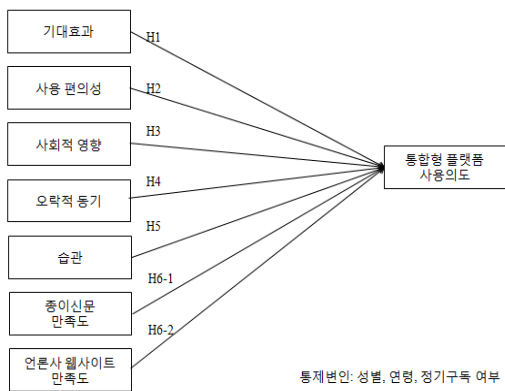 기대효과
H1
사용 편의성
H2
사회적 영향
H3
통합형 플랫폼
사용의도
오락적 동기
H4
습관
H5
종이신문
만족도
H6-1
언론사 웹사이트
만족도
H6-2
통제변인: 성별, 연령, 정기구독 여부